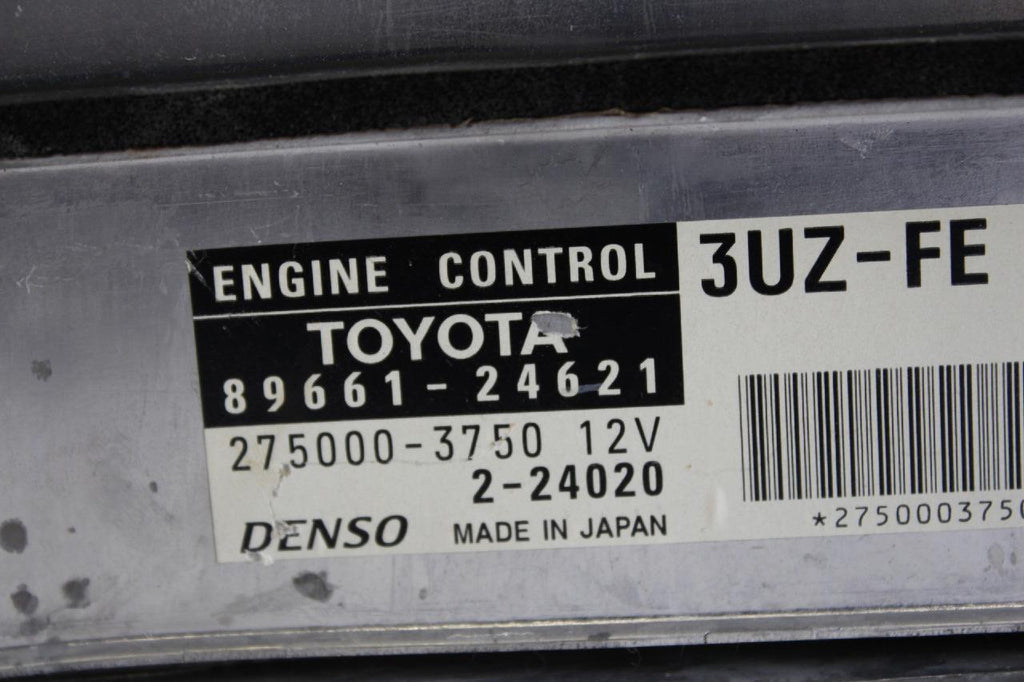 ENGINE CONTROL
3UZ-FE
TOYOTA
89661-24621
275000-3750 12V
2-24020
DENSO MADE IN JAPAN
*2750003750